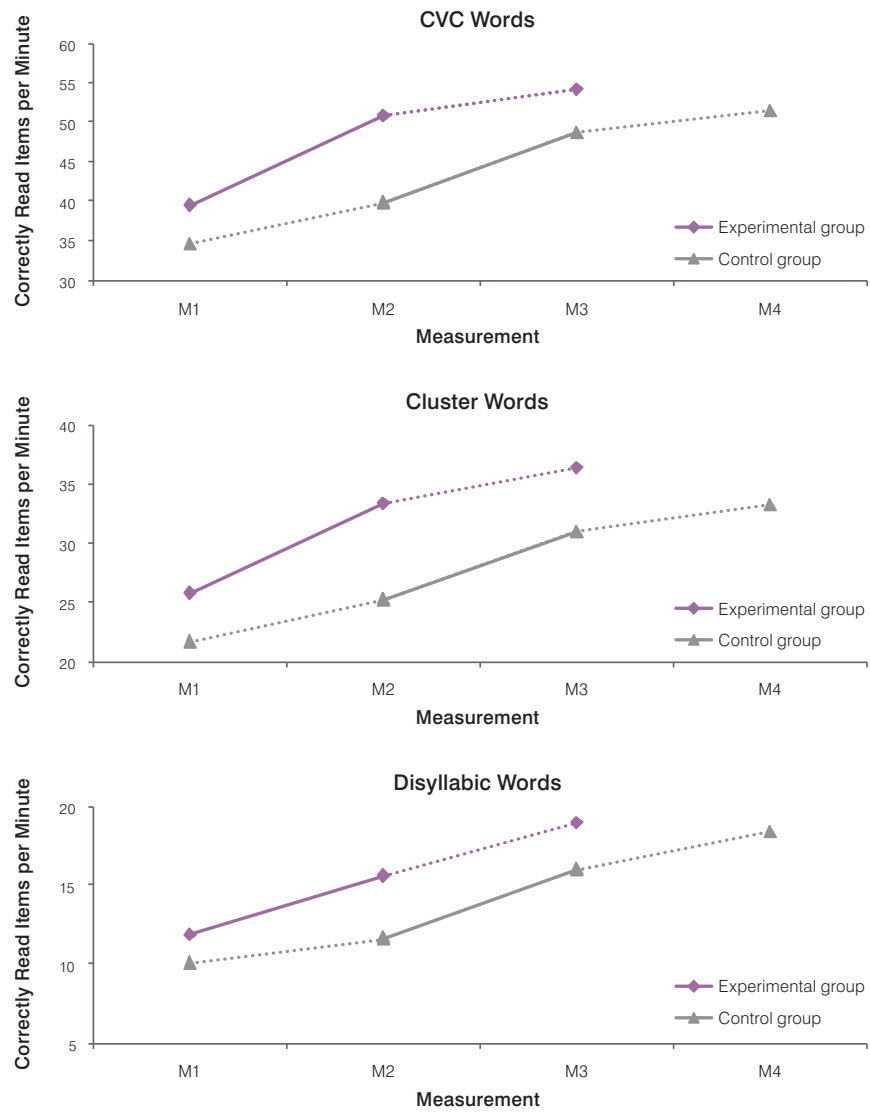 CVC Words
Correctly Read Items per Minute
60
55
50
45
40
35
30
Experimental group
Control group
M1 M2 M3 M4
Measurement
Cluster Words
Correctly Read Items per Minute
40
35
30
25
20
Experimental group
Control group
M1 M2 M3 M4
Measurement
Disyllabic Words
Correctly Read Items per Minute
20
15
10
5
Experimental group
Control group
M1 M2 M3 M4
Measurement